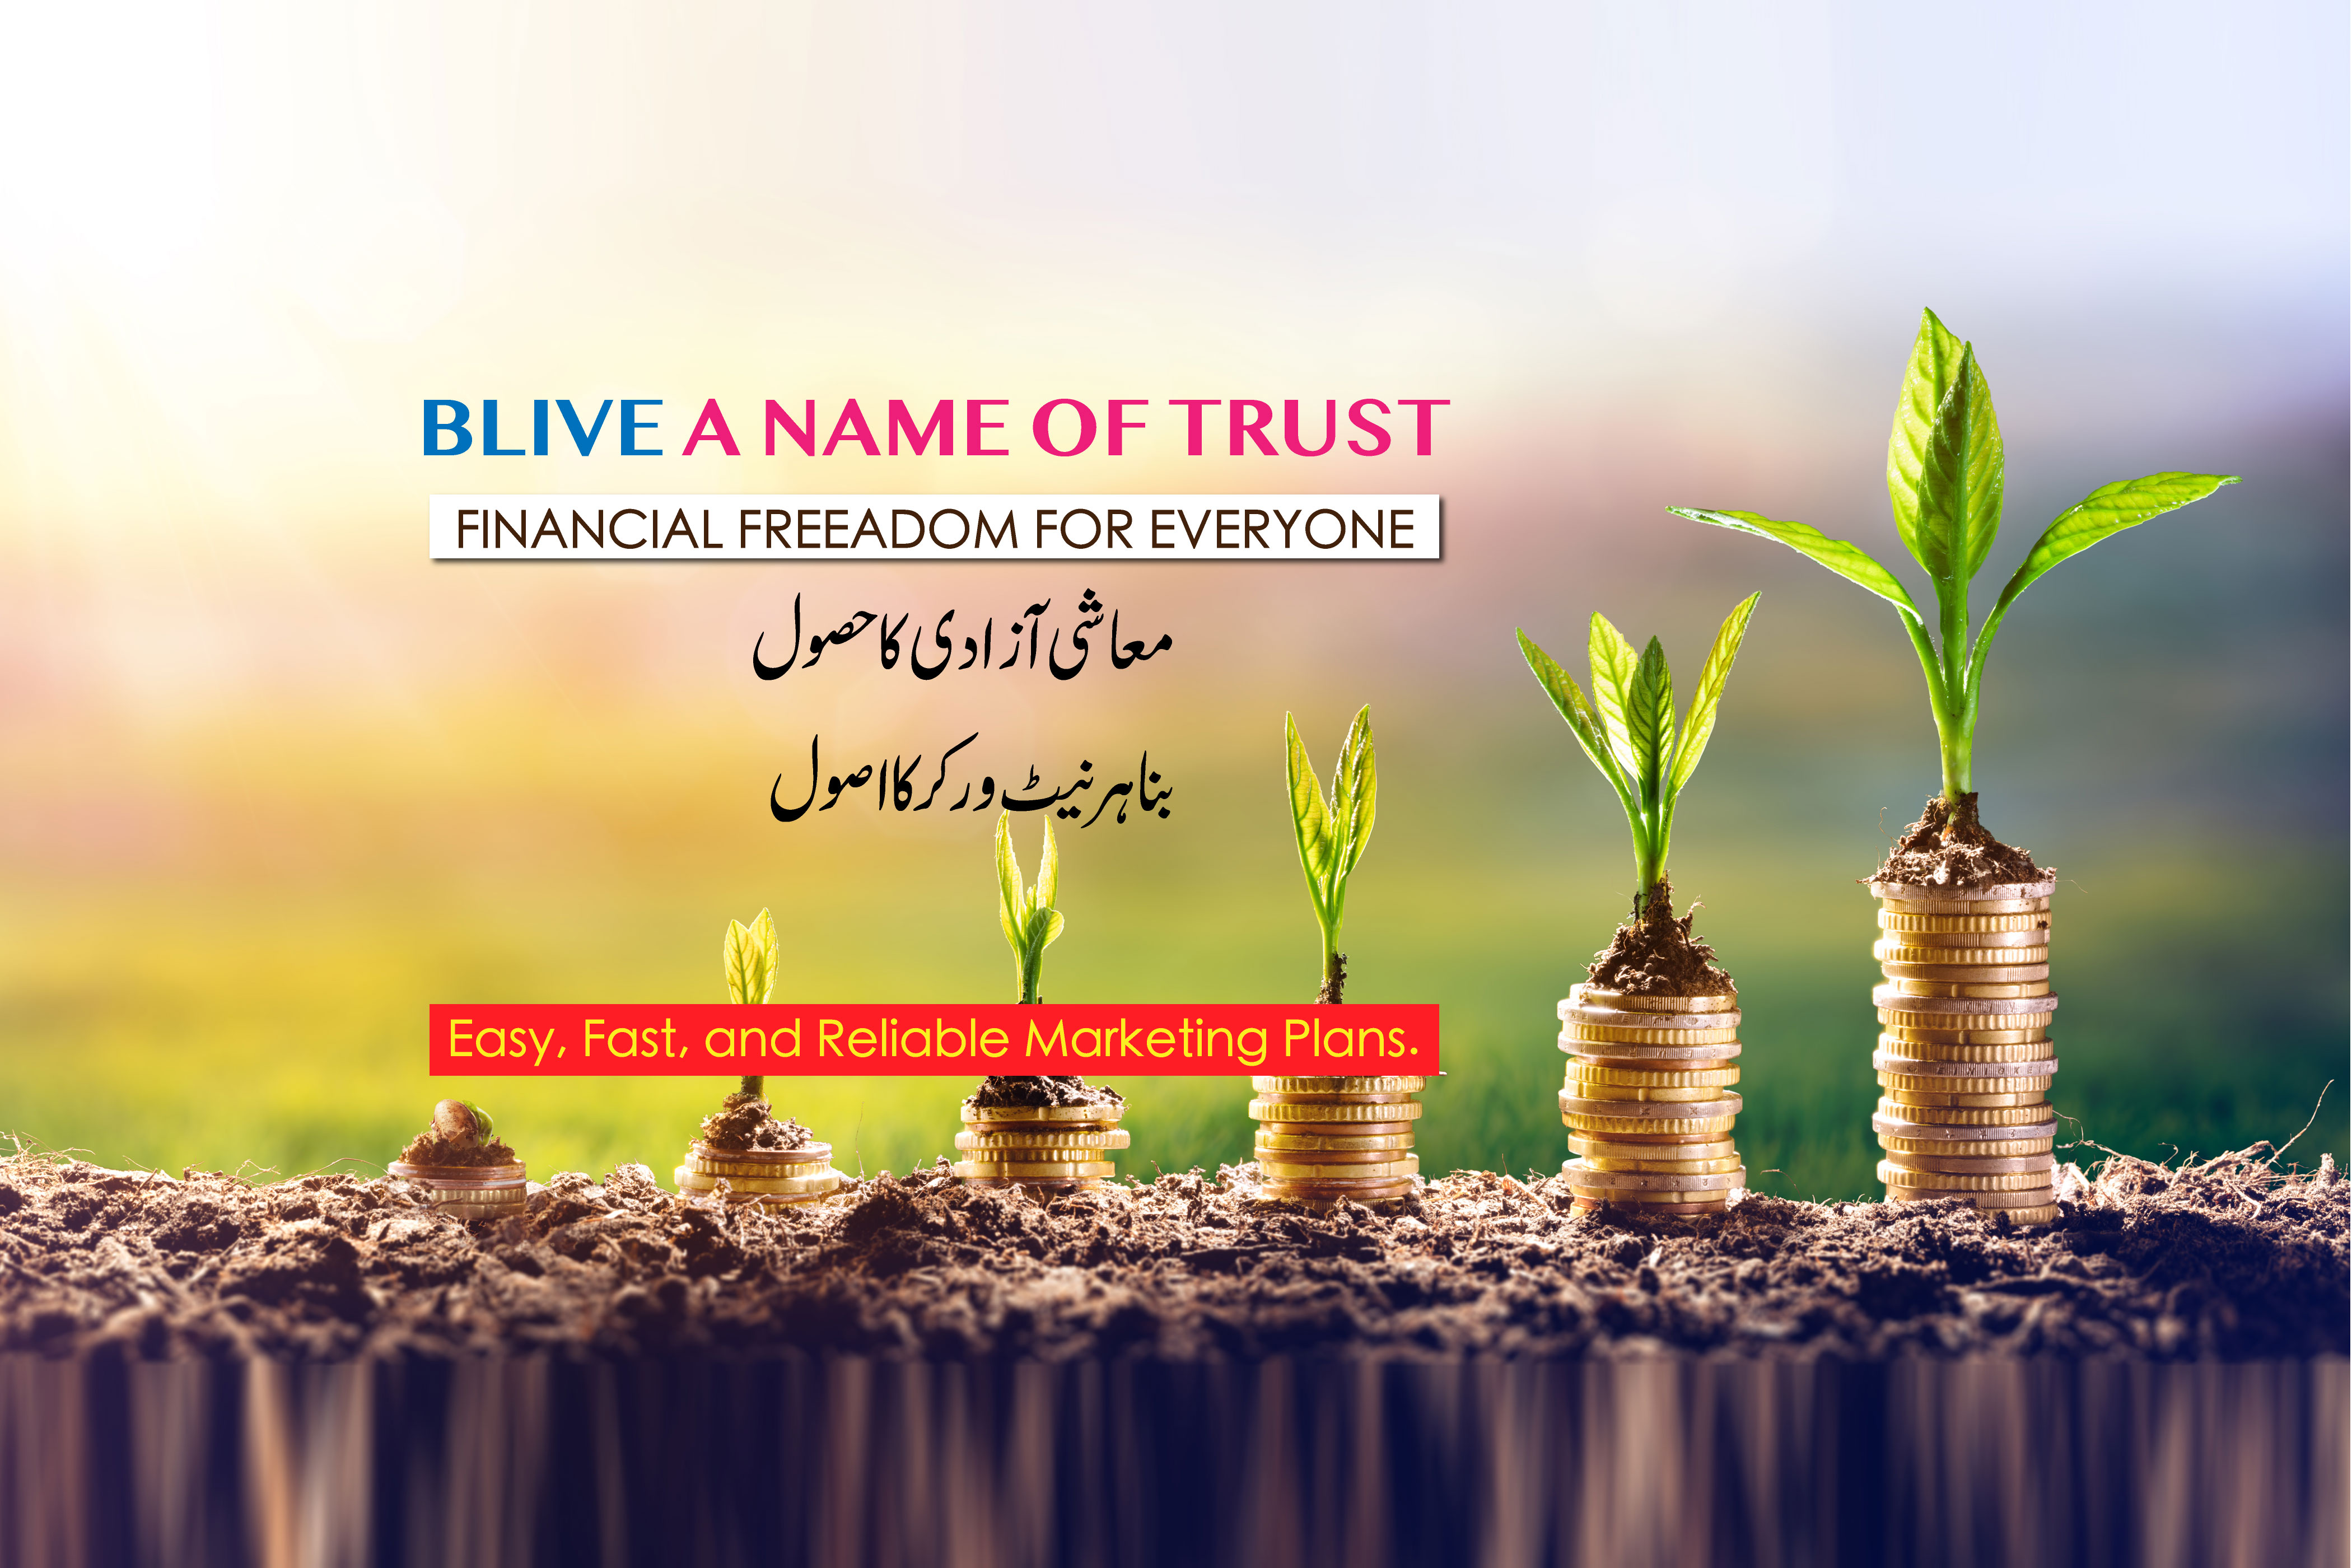 BLIVE A NAME OF TRUST
FINANCIAL FREEADOM FOR EVERYONE
معاشی آزادی کا حصول
بنا ہر نیٹ ورکر کا اصول
Easy, Fast, and Reliable Marketing Plans.